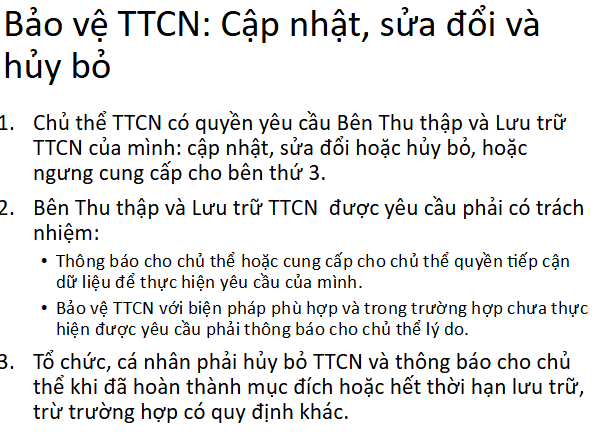 Bảo vệ TTCN: Cập nhật, sửa đổi và
hủy bỏ
1. Chủ thể TTCN có quyền yêu cầu Bên Thu thập và Lưu trữ
TTCN của mình: cập nhật, sửa đổi hoặc hủy bỏ, hoặc
ngưng cung cấp cho bên thứ 3.
2. Bên Thu thập và Lưu trữ TTCN được yêu cầu phải có trách
nhiệm:
• Thông báo cho chủ thể hoặc cung cấp cho chủ thể quyền tiếp cận
dữ liệu để thực hiện yêu cầu của mình.
• Bảo vệ TTCN với biện pháp phù hợp và trong trường hợp chưa thực
hiện được yêu cầu phải thông báo cho chủ thể lý do.
3. Tổ chức, cá nhân phải hủy bỏ TTCN và thông báo cho chủ
thể khi đã hoàn thành mục đích hoặc hết thời hạn lưu trữ,
trừ trường hợp có quy định khác.